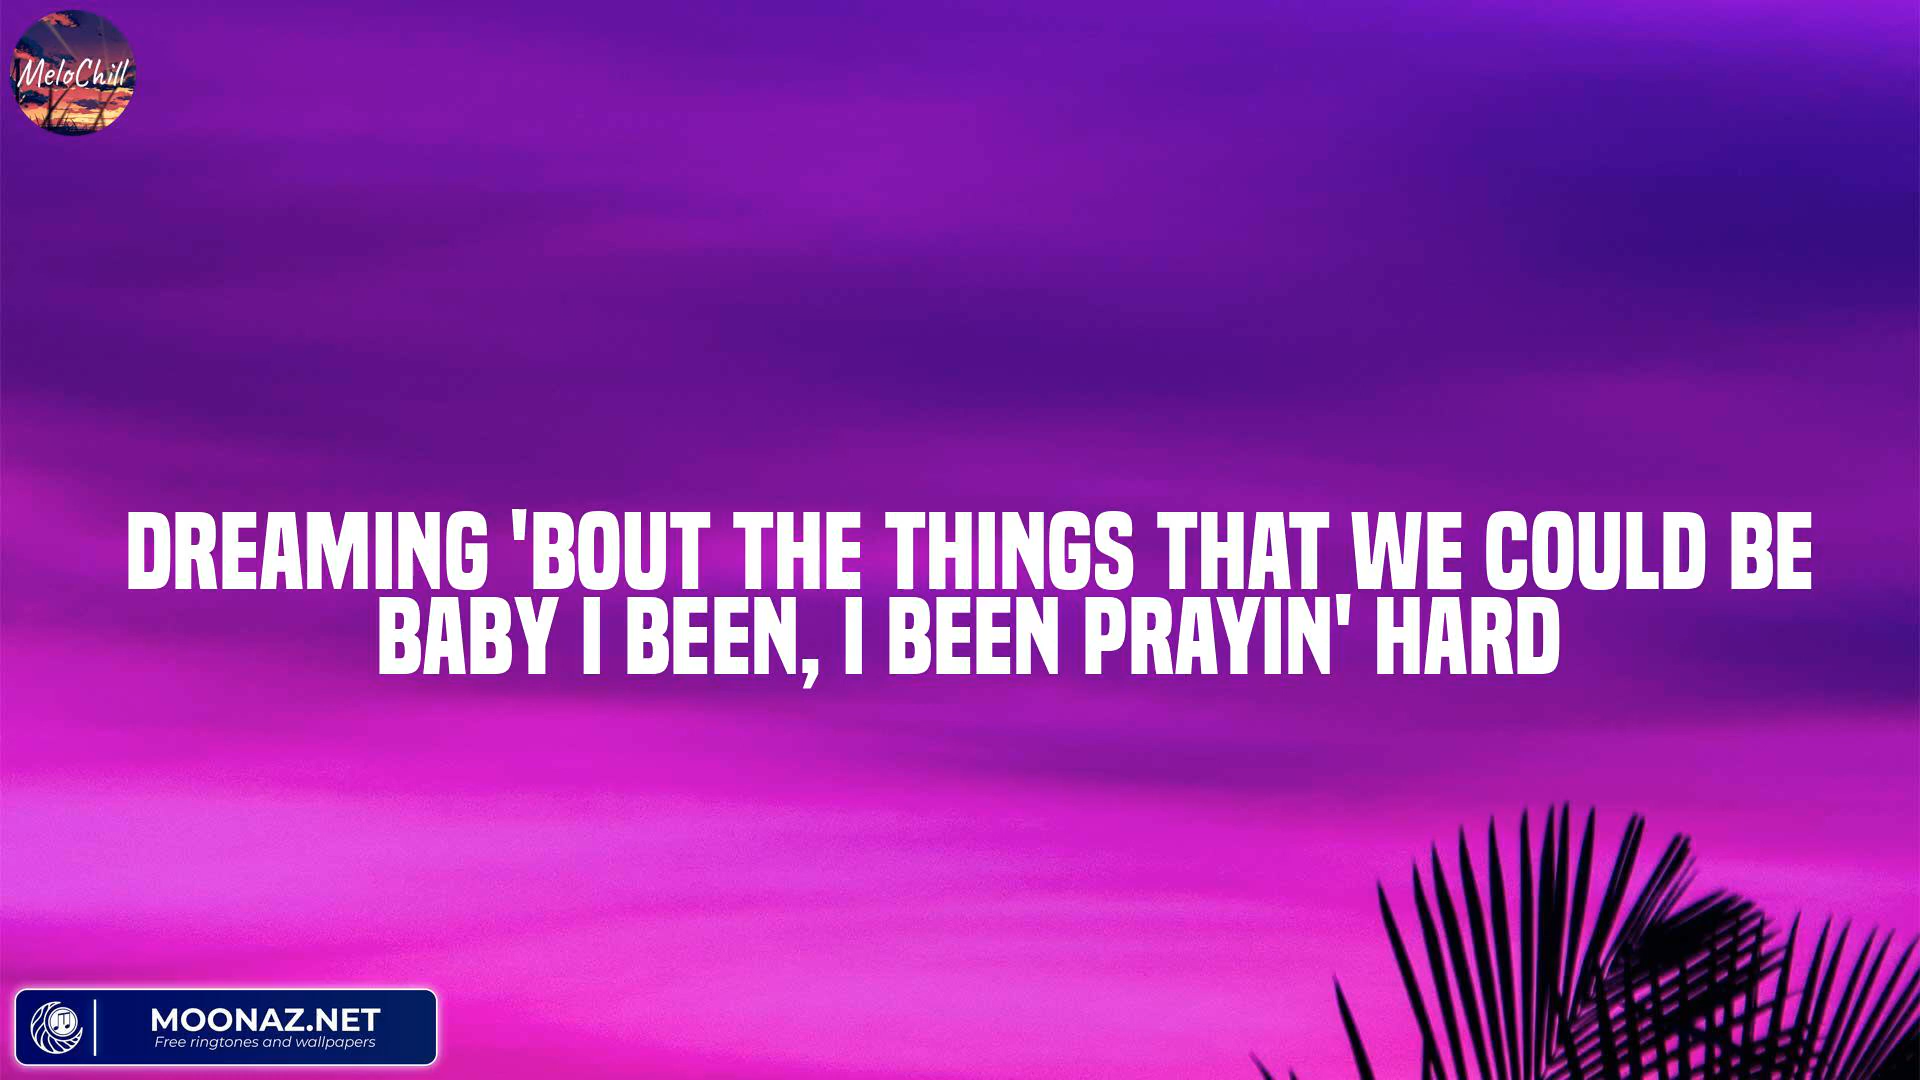 MeloChill
DREAMING 'BOUT THE THINGS THAT WE COULD BE
BABY I BEEN, I BEEN PRAYIN' HARD
MOONAZ.NET
Free ringtones and wallpapers